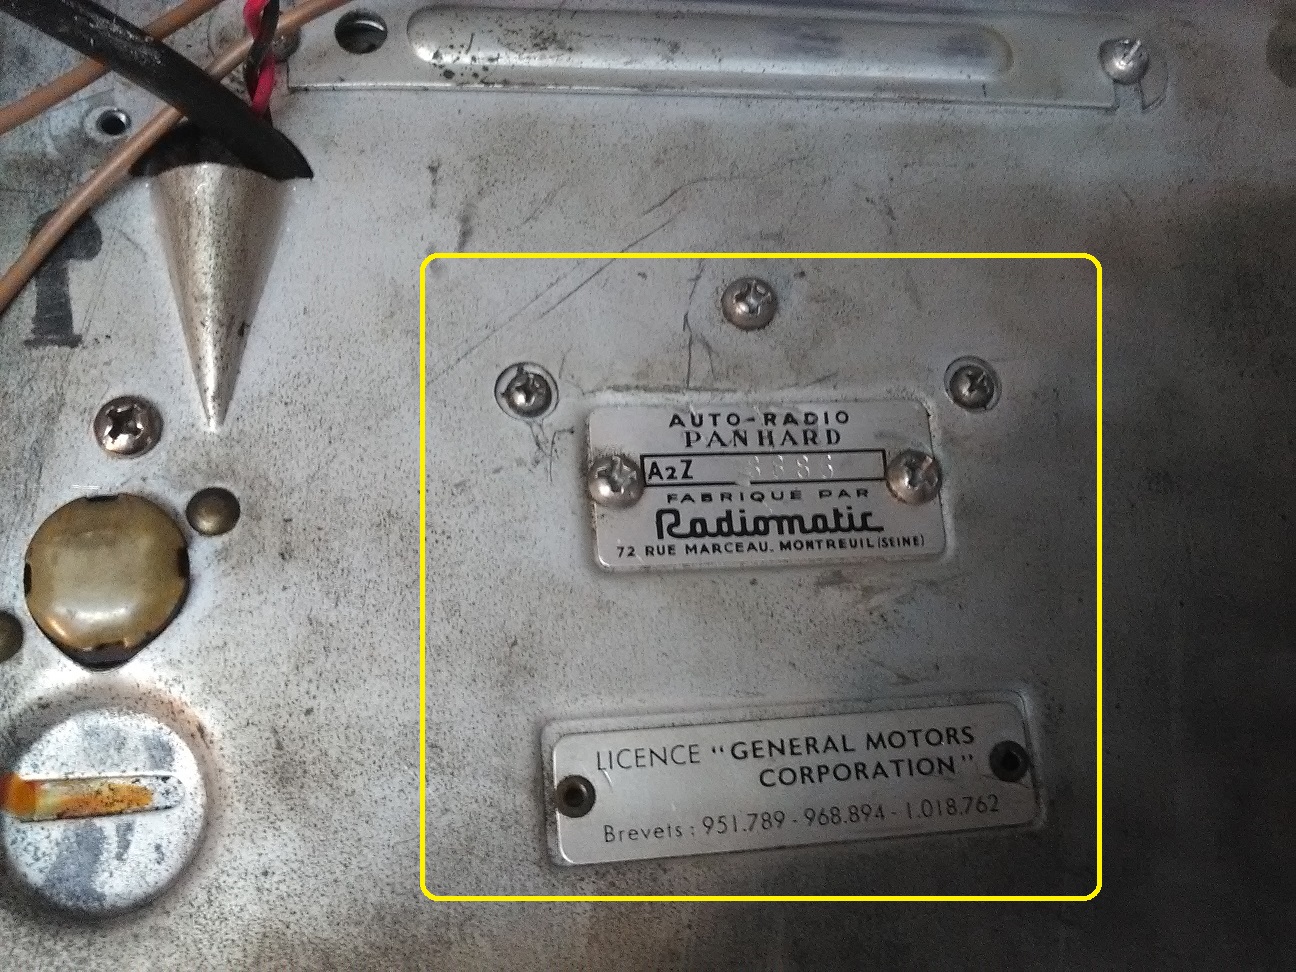 AUTO-RADIO
PANHARD
A2Z
FABRIQUÉ PAR
Radiomatic
72 RUE MARCEAU. MONTREUIL (SEINE)
LICENCE "GENERAL MOTORS
CORPORATION"
Brevets : 951.789 - 968.894 - 1.018.762